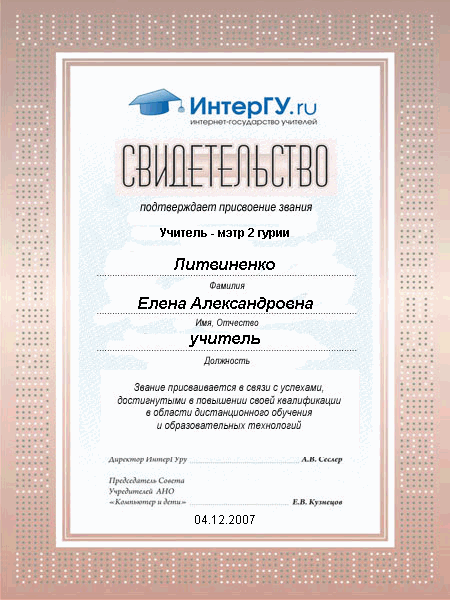 ИнтерГУ.ru
интернет-государство учителей
СВИДЕТЕЛЬСТВО
подтверждает присвоение звания
Учитель - мэтр 2 гурии
Литвиненко
Фамилия
Елена Александровна
Имя, Отчество
учитель
Должность
Звание присваивается в связи с успехами,
достигнутыми в повышении своей квалификации
в области дистанционного обучения
и образовательных технологий
Директор ИнтерГУру А.В. Сеслер
Председатель Совета
Учредителей АНО
«Компьютер и дети» Е.В. Кузнецов
04.12.2007